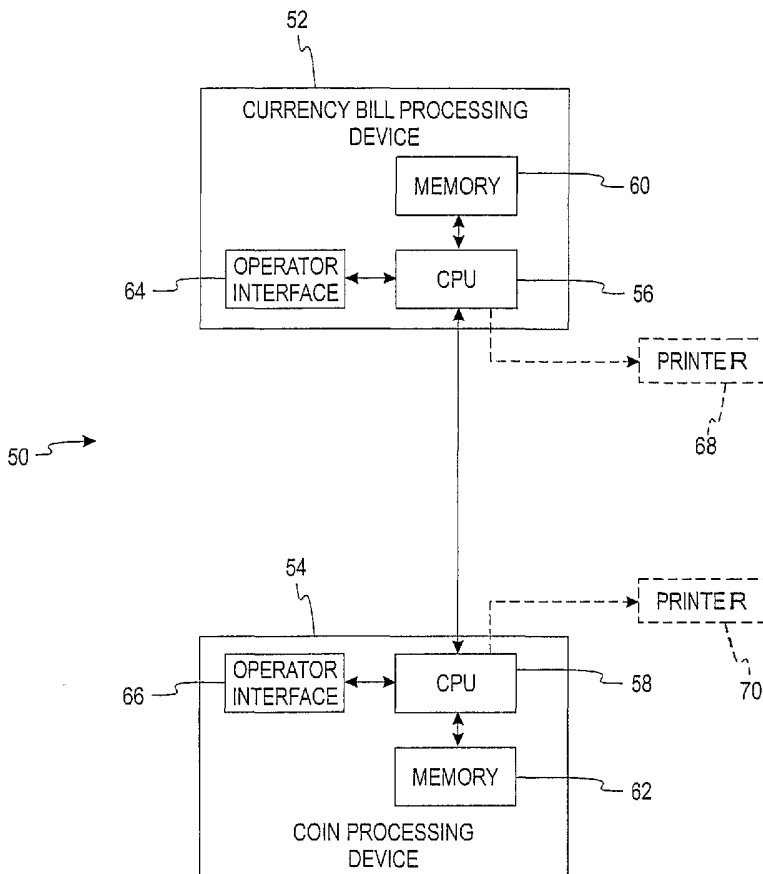 52
CURRENCY BILL PROCESSING
DEVICE
MEMORY
60
OPERATOR
INTERFACE
64
CPU
56
PRINTER
68
50
54
PRINTER
70
OPERATOR
INTERFACE
66
CPU
58
MEMORY
62
COIN PROCESSING
DEVICE